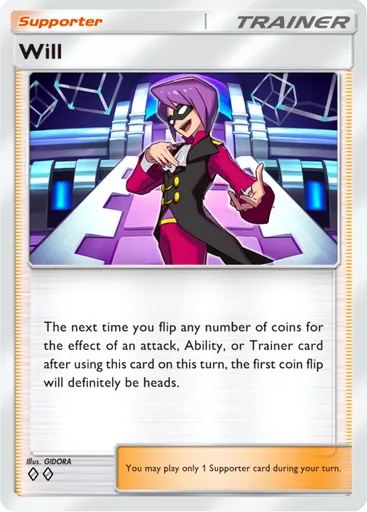 Supporter
TRAINER
Will
The next time you flip any number of coins for
the effect of an attack, Ability, or Trainer card
after using this card on this turn, the first coin flip
will definitely be heads.
Illus. GIDORA
You may play only 1 Supporter card during your turn.